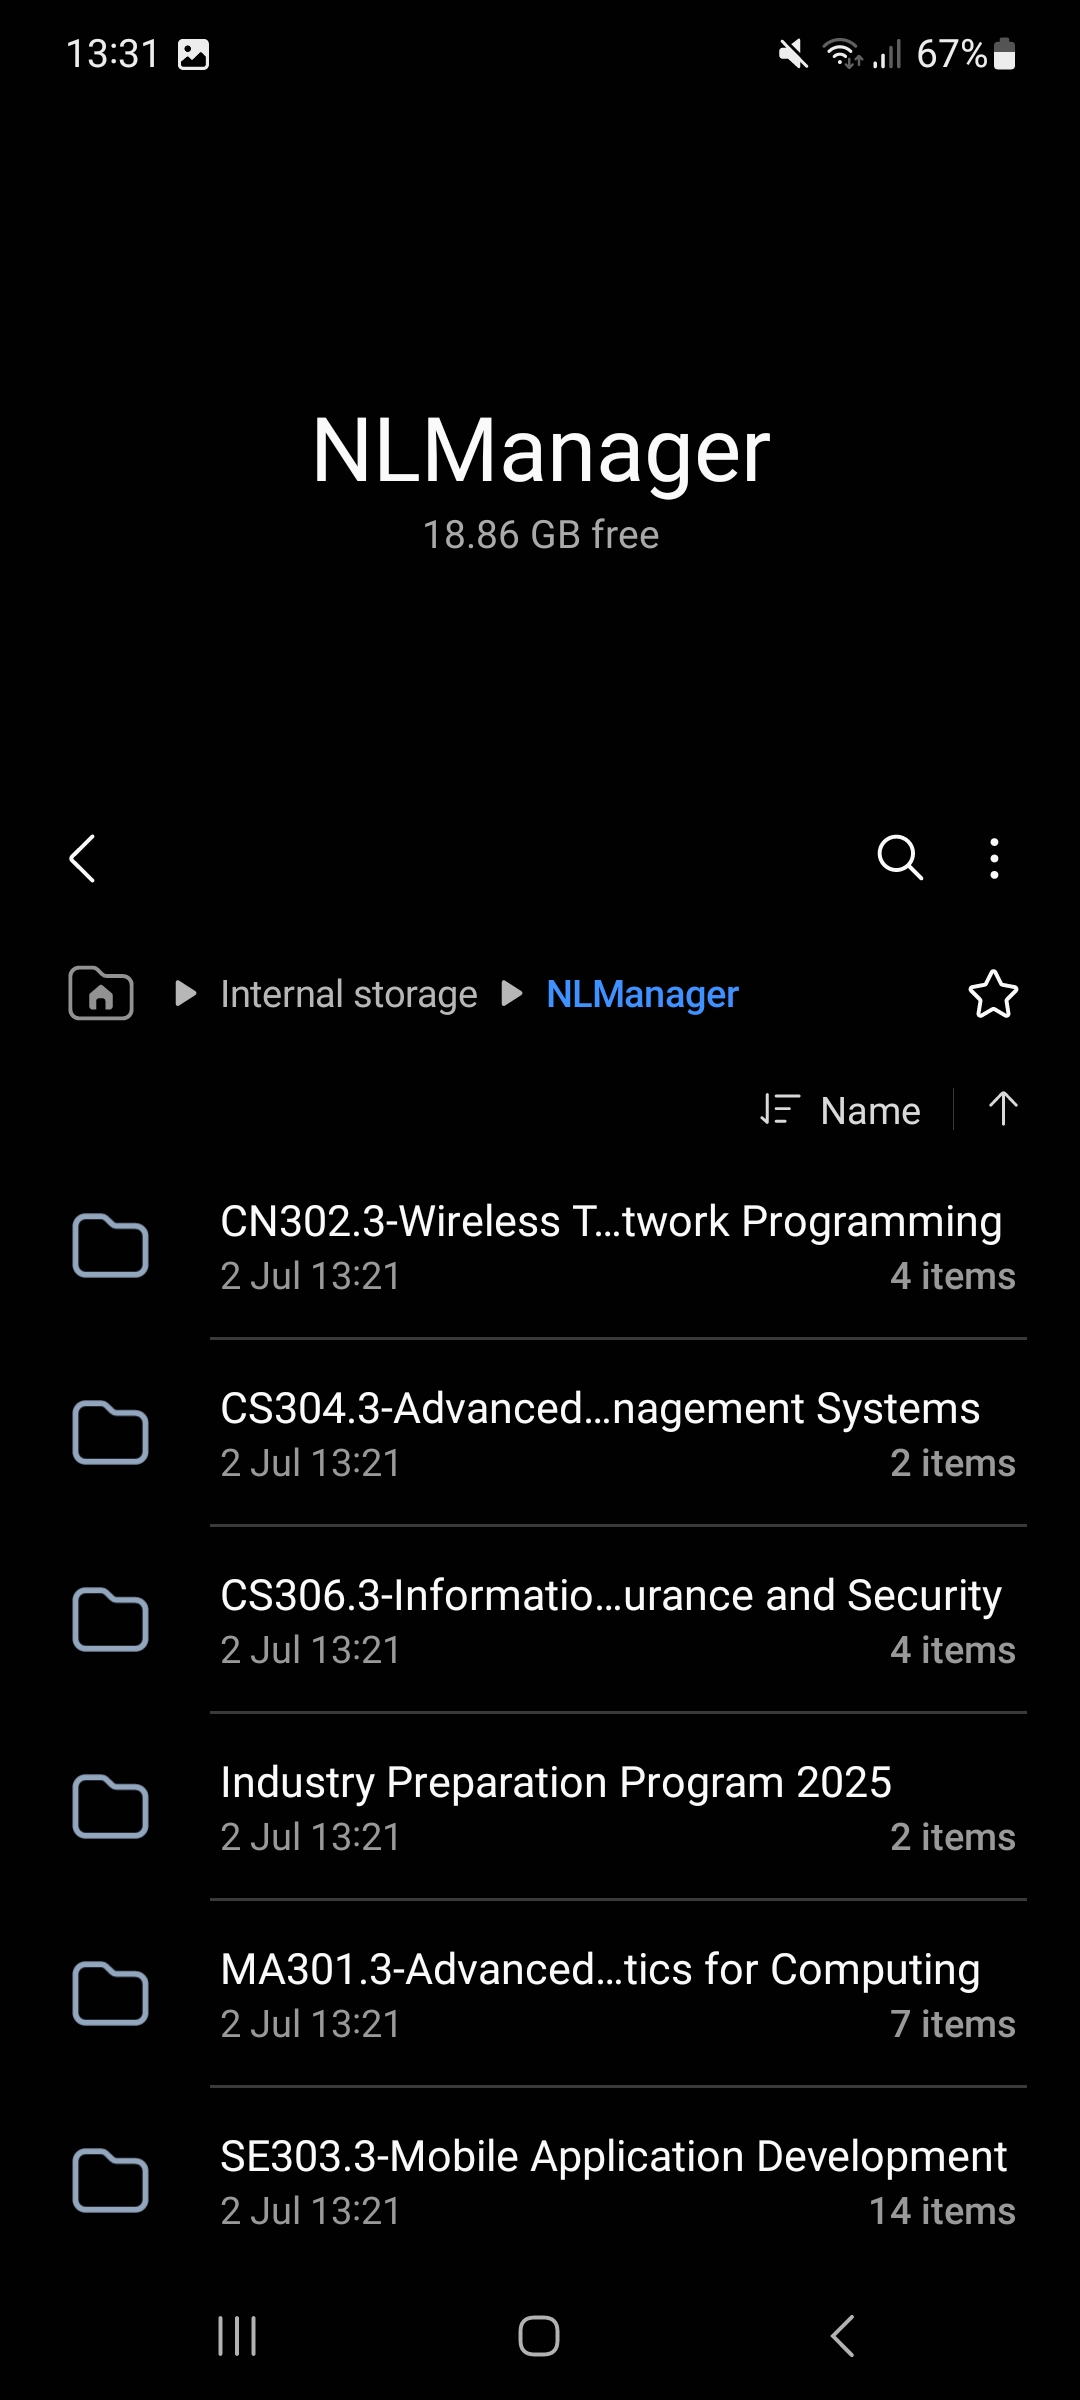 13:31 67%
NLManager
18.86 GB free
Internal storage NLManager
Name
CN302.3-Wireless T...twork Programming
2 Jul 13:21 4 items
CS304.3-Advanced...nagement Systems
2 Jul 13:21 2 items
CS306.3-Informatio...urance and Security
2 Jul 13:21 4 items
Industry Preparation Program 2025
2 Jul 13:21 2 items
MA301.3-Advanced...tics for Computing
2 Jul 13:21 7 items
SE303.3-Mobile Application Development
2 Jul 13:21 14 items